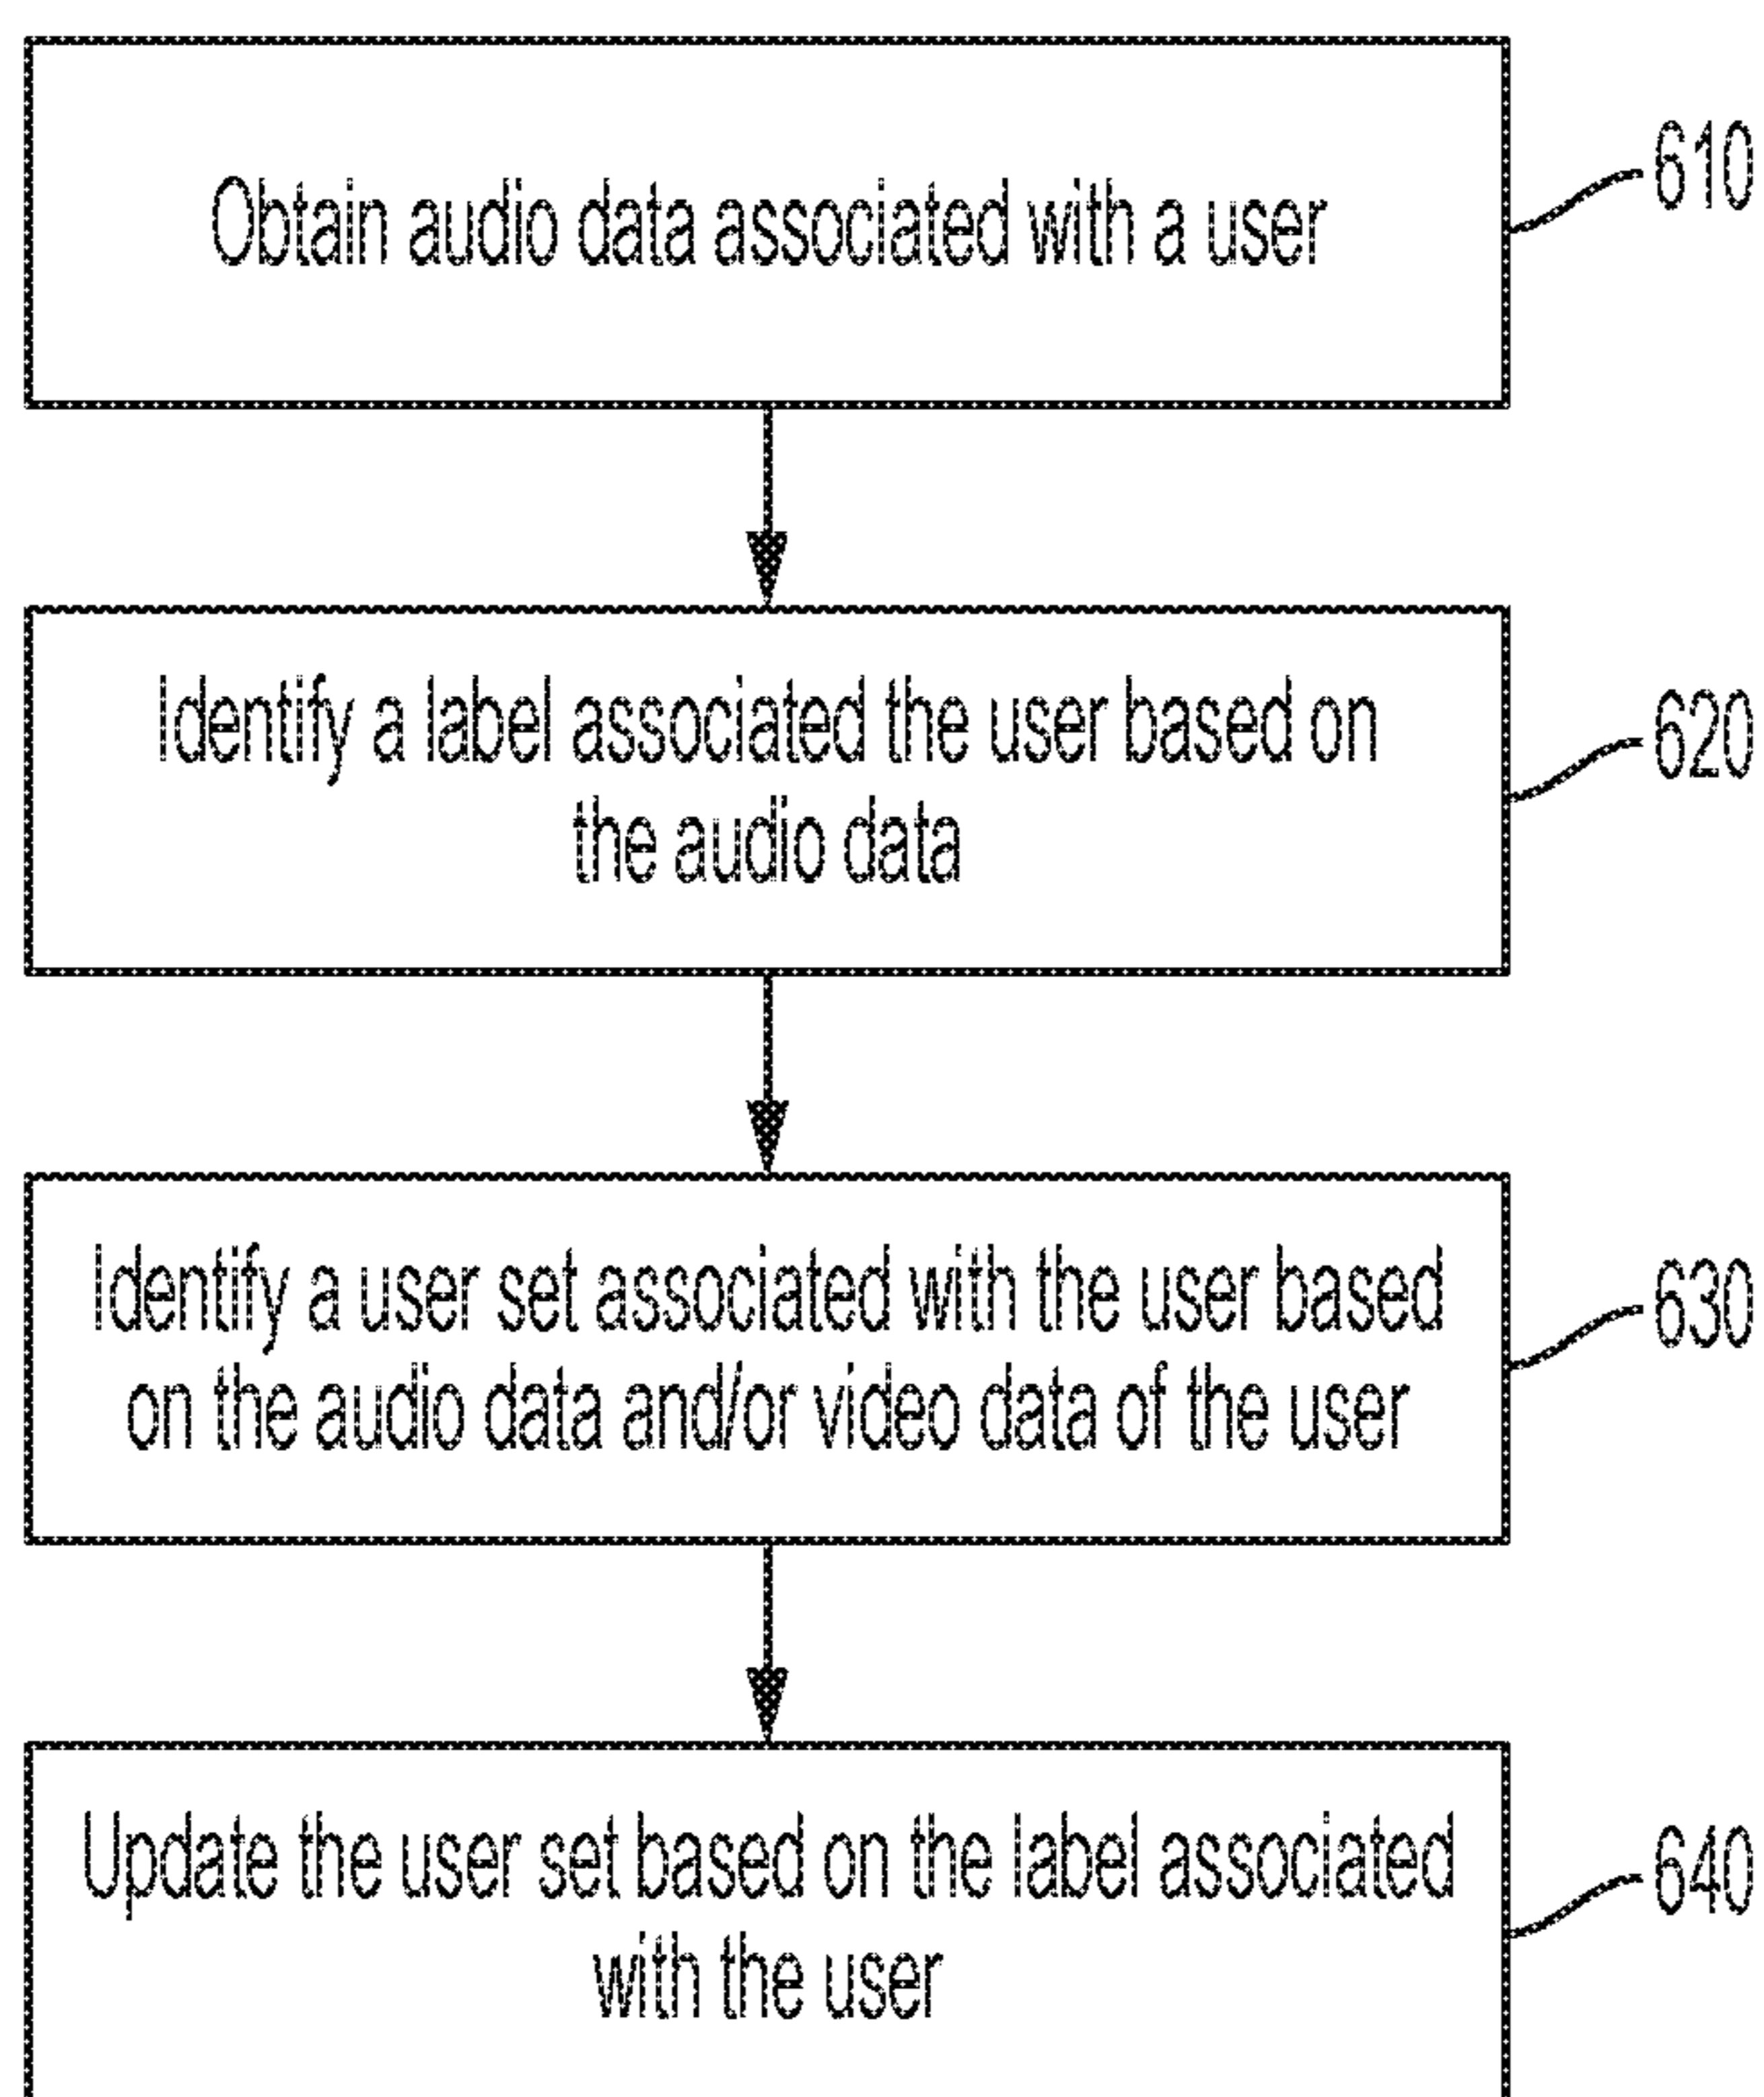 Obtain audio data associated with a user
610
Identify a label associated the user based on
the audio data
620
Identify a user set associated with the user based
on the audio data and/or video data of the user
630
Update the user set based on the label associated
with the user
640